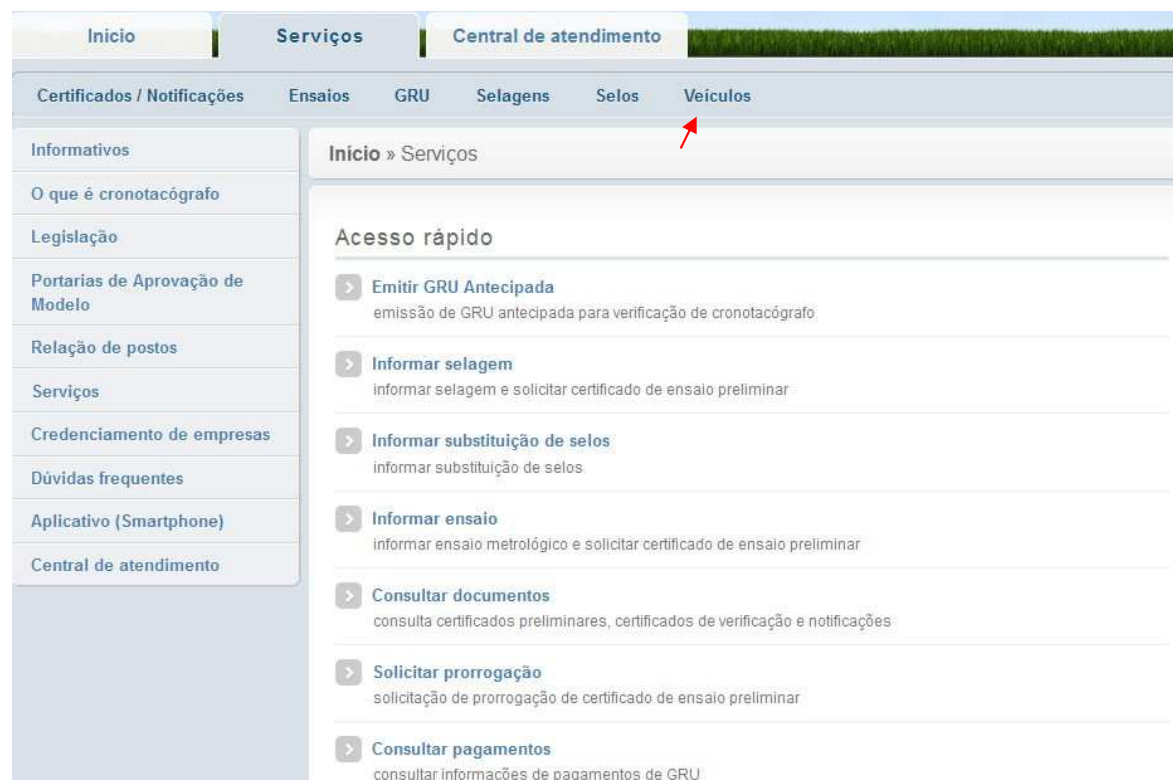 Início Serviços Central de atendimento
Certificados / Notificações Ensaios GRU Selagens Selos Veículos
Informativos
O que é cronotacógrafo
Legislação
Portarias de Aprovação de
Modelo
Relação de postos
Serviços
Credenciamento de empresas
Dúvidas frequentes
Aplicativo (Smartphone)
Central de atendimento
Início » Serviços
Acesso rápido
Emitir GRU Antecipada
emissão de GRU antecipada para verificação de cronotacógrafo
Informar selagem
informar selagem e solicitar certificado de ensaio preliminar
Informar substituição de selos
informar substituição de selos
Informar ensaio
informar ensaio metrológico e solicitar certificado de ensaio preliminar
Consultar documentos
consulta certificados preliminares, certificados de verificação e notificações
Solicitar prorrogação
solicitação de prorrogação de certificado de ensaio preliminar
Consultar pagamentos
consultar informações de pagamentos de GRU